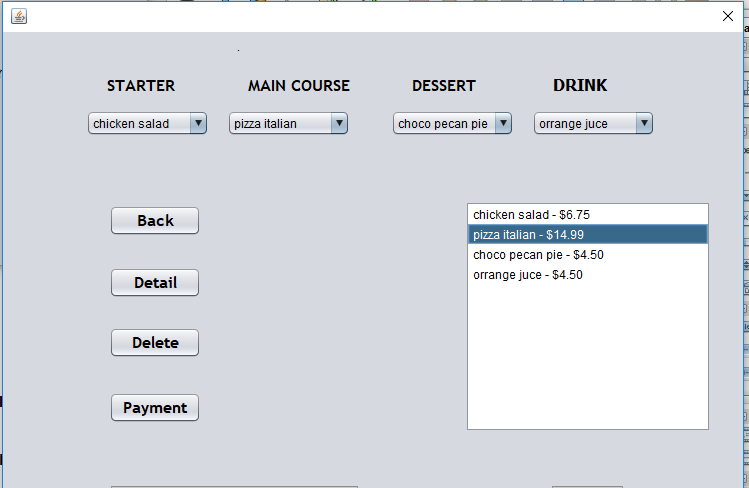 STARTER MAIN COURSE DESSERT DRINK
chicken salad pizza italian choco pecan pie orrange juce
Back
Detail
Delete
Payment
chicken salad - $6.75
pizza italian - $14.99
choco pecan pie - $4.50
orrange juce - $4.50